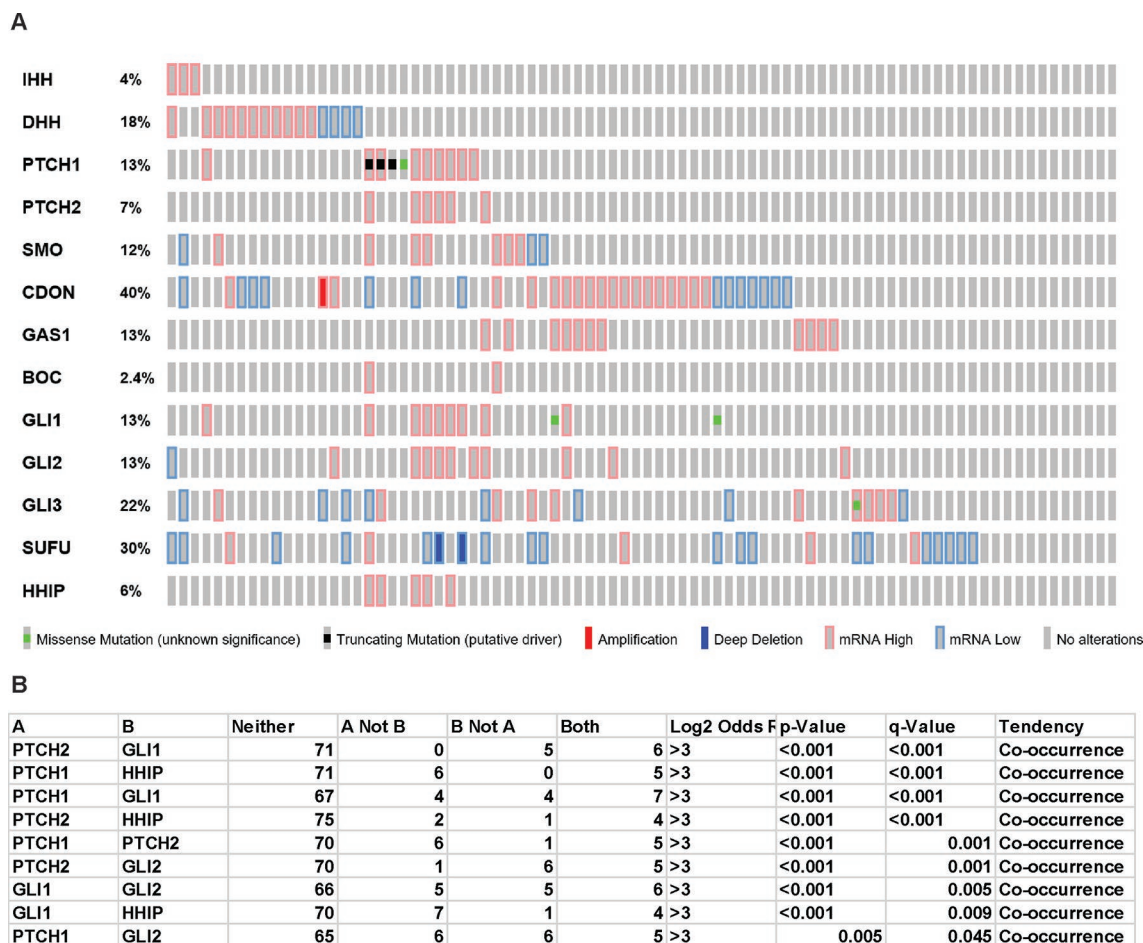 A
IHH 4%
DHH 18%
PTCH1 13%
PTCH2 7%
SMO 12%
CDON 40%
GAS1 13%
BOC 2.4%
GLI1 13%
GLI2 13%
GLI3 22%
SUFU 30%
HHIP 6%
Missense Mutation (unknown significance) Truncating Mutation (putative driver) Amplification Deep Deletion mRNA High mRNA Low No alterations
B
A B Neither A Not B B Not A Both Log2 Odds R p-Value q-Value Tendency
PTCH2 GLI1 71 0 5 6 >3 <0.001 <0.001 Co-occurrence
PTCH1 HHIP 71 6 0 5 >3 <0.001 <0.001 Co-occurrence
PTCH1 GLI1 67 4 4 7 >3 <0.001 <0.001 Co-occurrence
PTCH2 HHIP 75 2 1 4 >3 <0.001 <0.001 Co-occurrence
PTCH1 PTCH2 70 6 1 5 >3 <0.001 0.001 Co-occurrence
PTCH2 GLI2 70 1 6 5 >3 <0.001 0.001 Co-occurrence
GLI1 GLI2 66 5 5 6 >3 <0.001 0.005 Co-occurrence
GLI1 HHIP 70 7 1 4 >3 <0.001 0.009 Co-occurrence
PTCH1 GLI2 65 6 6 5 >3 0.005 0.045 Co-occurrence